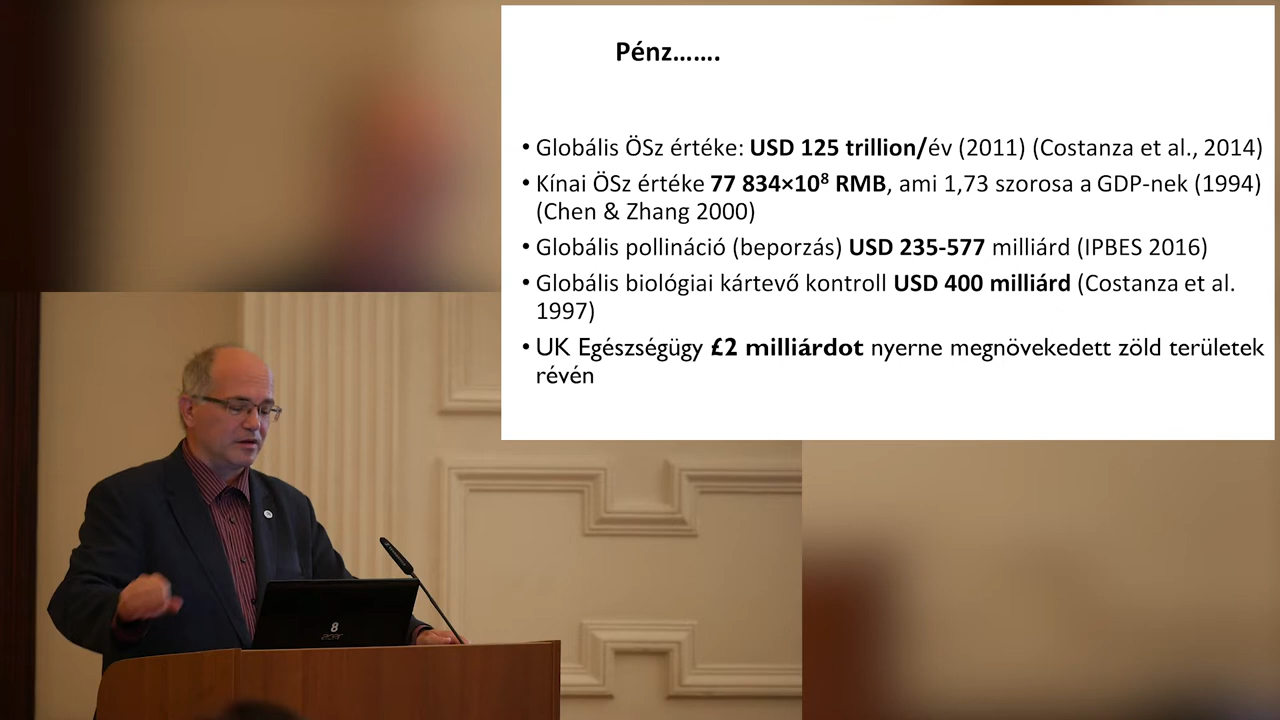 Pénz…….
• Globális ÖSz értéke: USD 125 trillion/év (2011) (Costanza et al., 2014)
• Kínai ÖSz értéke 77 834×10⁸ RMB, ami 1,73 szorosa a GDP-nek (1994)
(Chen & Zhang 2000)
• Globális pollináció (beporzás) USD 235-577 milliárd (IPBES 2016)
• Globális biológiai kártevő kontroll USD 400 milliárd (Costanza et al.
1997)
• UK Egészségügy £2 milliárdot nyerne megnövekedett zöld területek
révén
8
acer